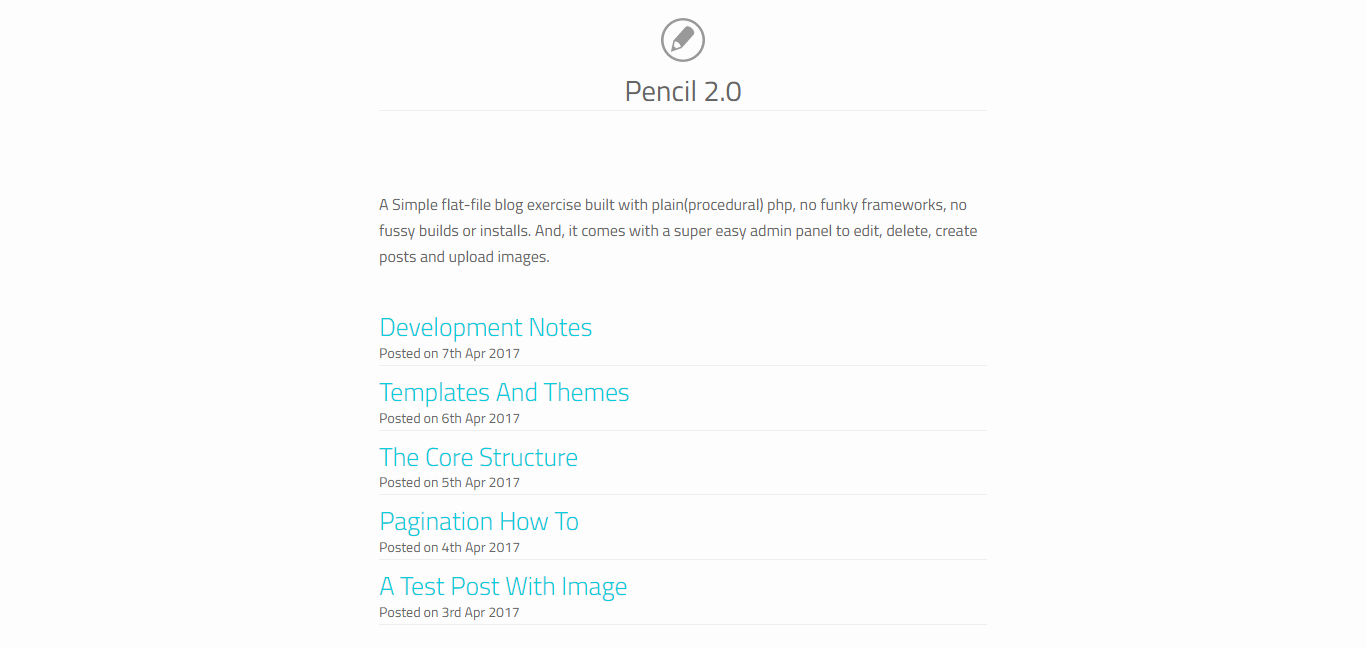 Pencil 2.0
A Simple flat-file blog exercise built with plain(procedural) php, no funky frameworks, no
fussy builds or installs. And, it comes with a super easy admin panel to edit, delete, create
posts and upload images.
Development Notes
Posted on 7th Apr 2017
Templates And Themes
Posted on 6th Apr 2017
The Core Structure
Posted on 5th Apr 2017
Pagination How To
Posted on 4th Apr 2017
A Test Post With Image
Posted on 3rd Apr 2017